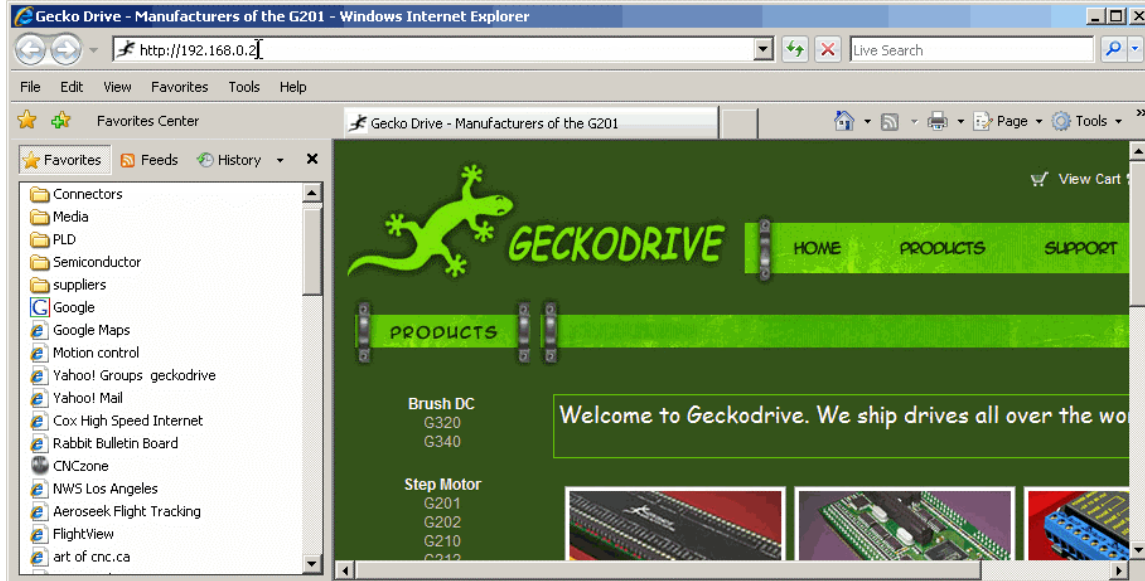 Gecko Drive - Manufacturers of the G201 - Windows Internet Explorer
http://192.168.0.2
Live Search
File Edit View Favorites Tools Help
Favorites Center
Gecko Drive - Manufacturers of the G201
Page
Tools
Favorites Feeds History
Connectors
Media
PLD
Semiconductor
suppliers
Google
Google Maps
Motion control
Yahoo! Groups geckodrive
Yahoo! Mail
Cox High Speed Internet
Rabbit Bulletin Board
CNCzone
NWS Los Angeles
Aeroseek Flight Tracking
FlightView
art of cnc.ca
View Cart
GECKODRIVE
HOME PRODUCTS SUPPORT
PRODUCTS
Brush DC
G320
G340
Step Motor
G201
G202
G210
G212
Welcome to Geckodrive. We ship drives all over the